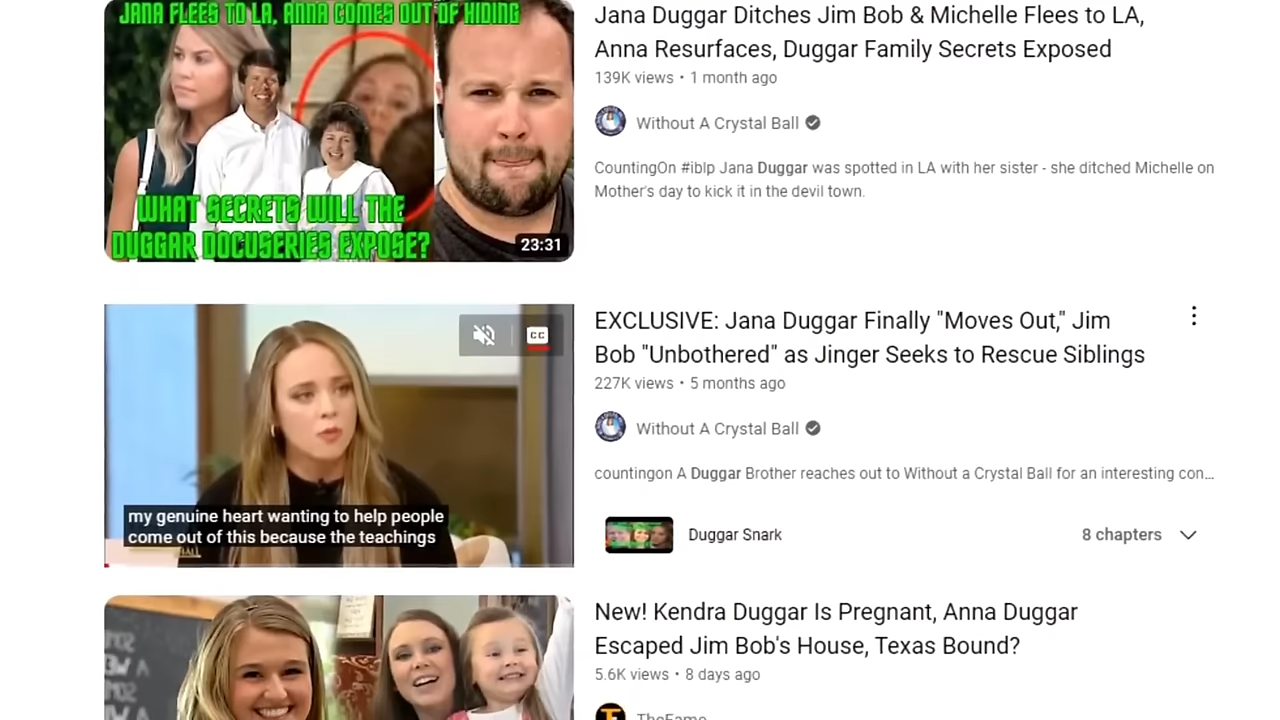 JANA FLEES TO LA, ANNA COMES OUT OF HIDING
WHAT SECRETS WILL THE
DUGGAR DOCUSERIES EXPOSE?
23:31
Jana Duggar Ditches Jim Bob & Michelle Flees to LA,
Anna Resurfaces, Duggar Family Secrets Exposed
139K views • 1 month ago
Without A Crystal Ball
CountingOn #iblp Jana Duggar was spotted in LA with her sister - she ditched Michelle on
Mother's day to kick it in the devil town.
CC
my genuine heart wanting to help people
come out of this because the teachings
EXCLUSIVE: Jana Duggar Finally "Moves Out," Jim
Bob "Unbothered" as Jinger Seeks to Rescue Siblings
227K views • 5 months ago
Without A Crystal Ball
countingon A Duggar Brother reaches out to Without a Crystal Ball for an interesting con...
Duggar Snark
8 chapters
New! Kendra Duggar Is Pregnant, Anna Duggar
Escaped Jim Bob's House, Texas Bound?
5.6K views • 8 days ago
TheFame